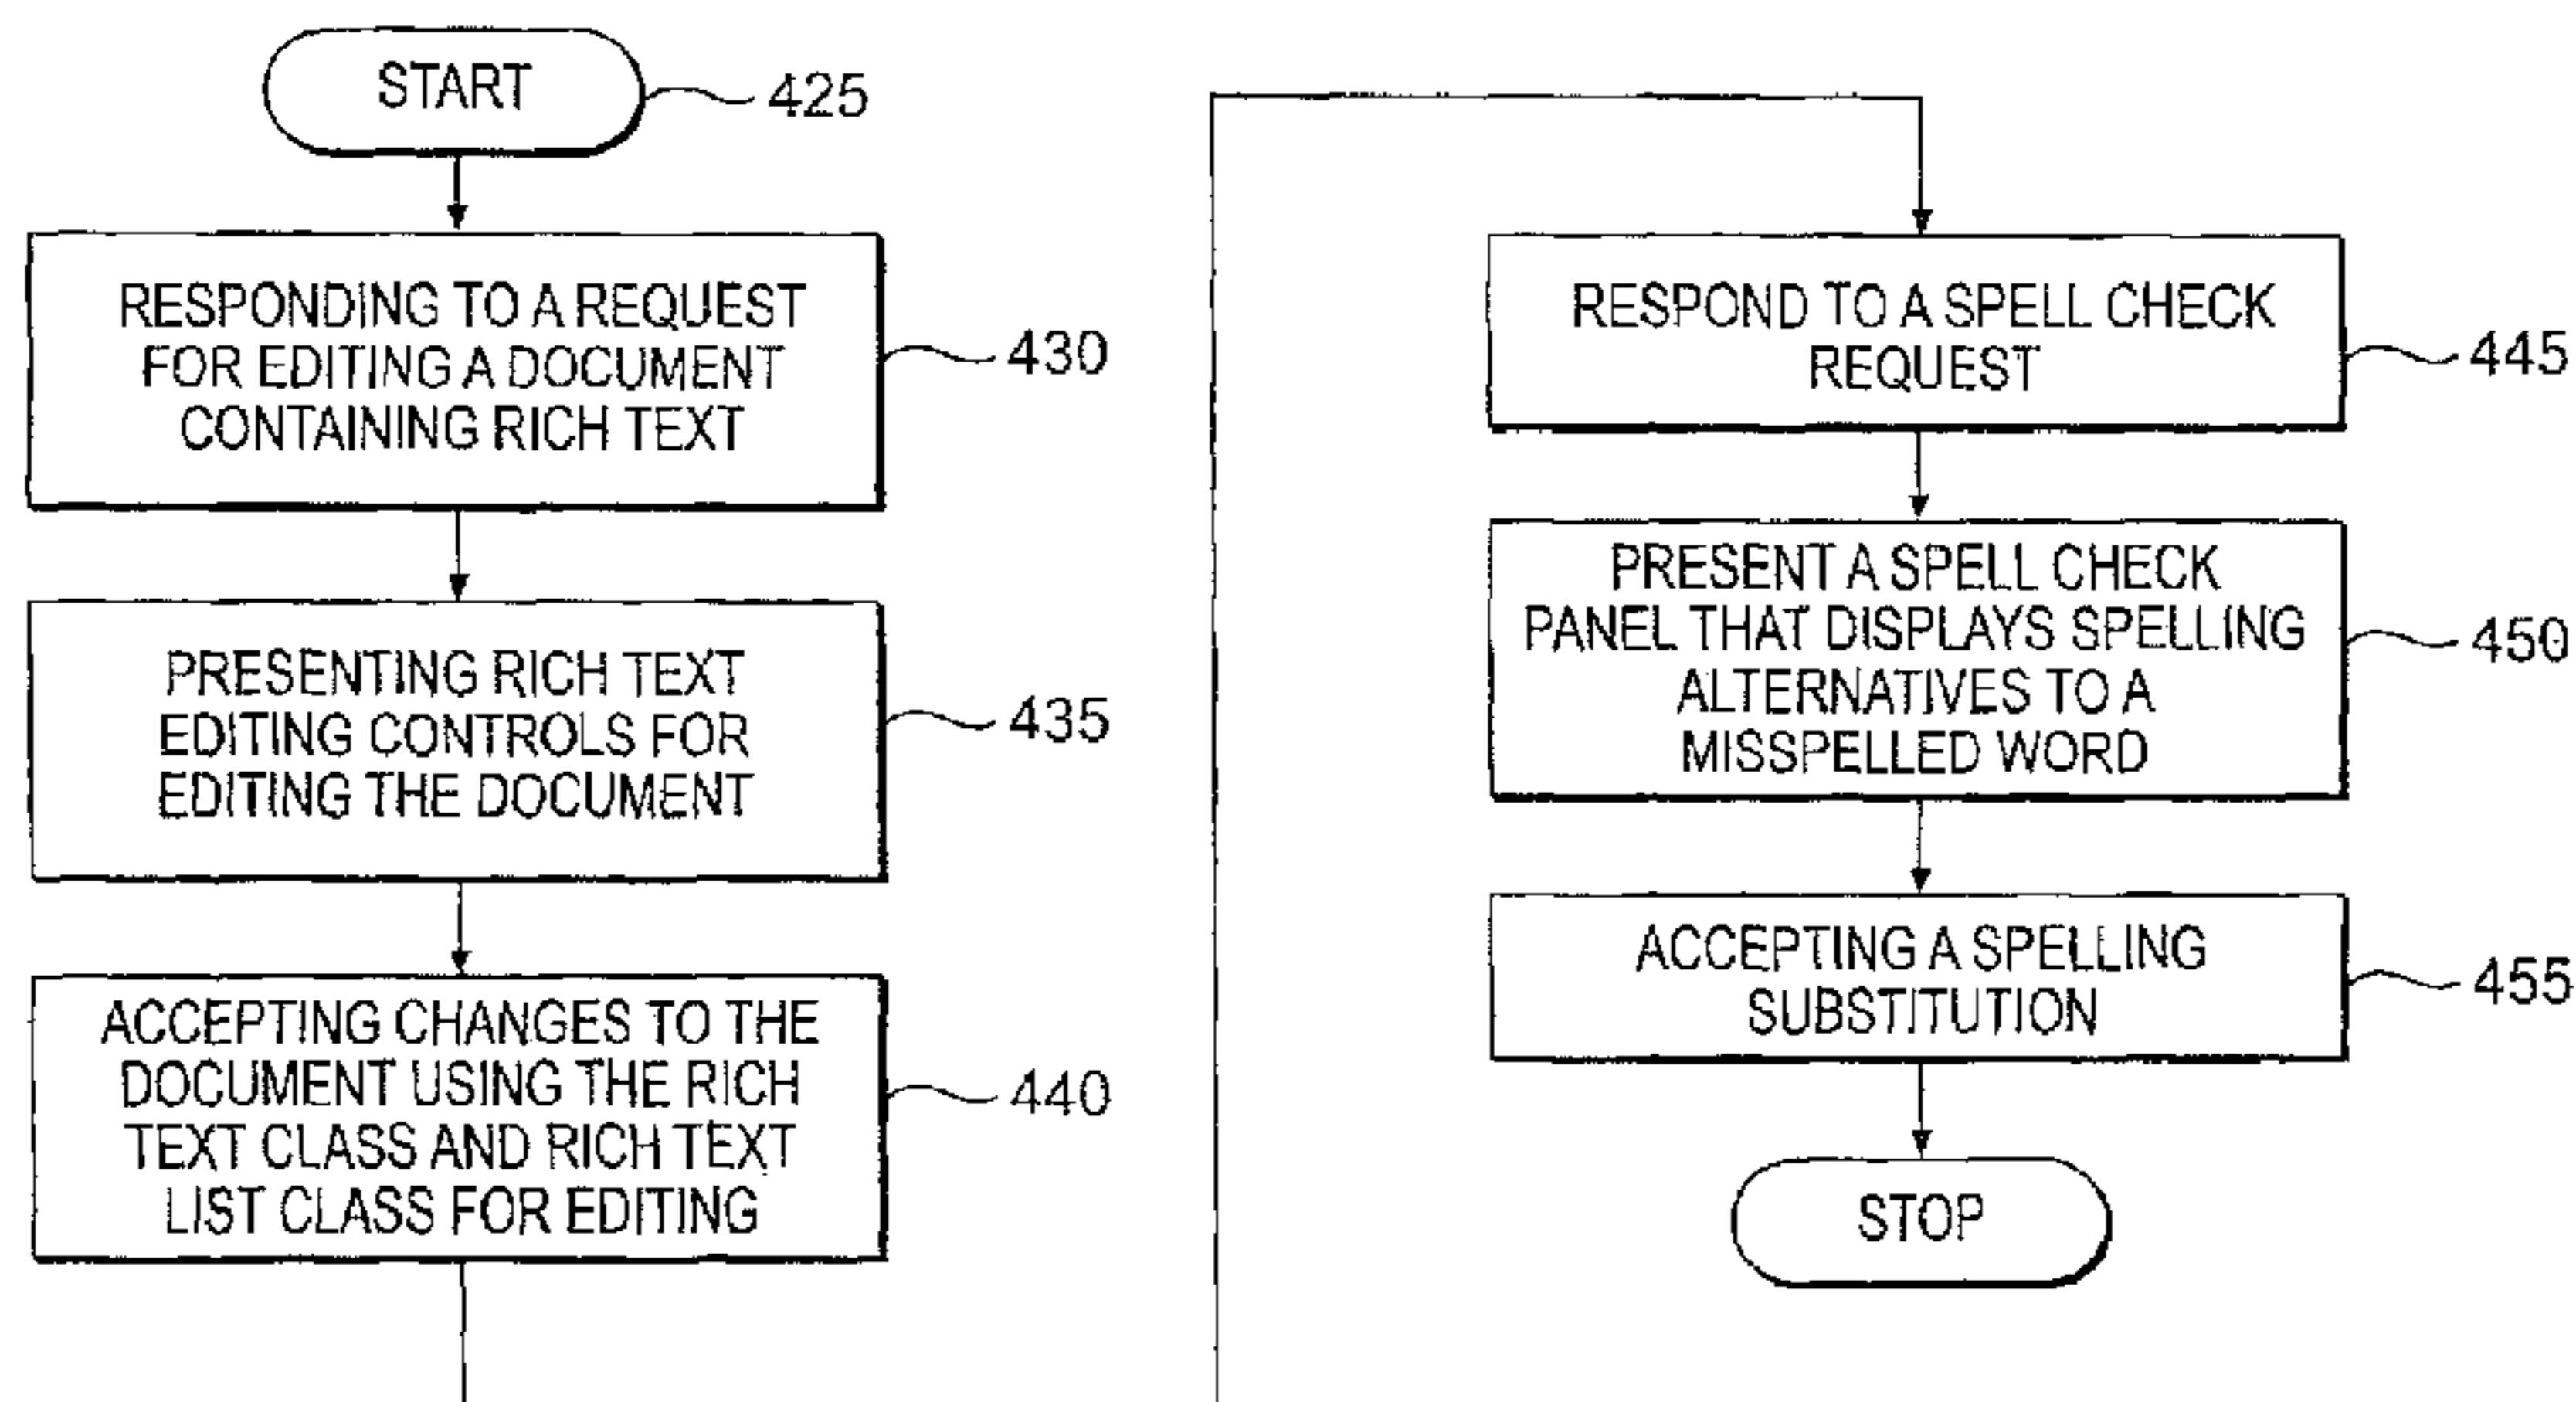 START
425
RESPONDING TO A REQUEST
FOR EDITING A DOCUMENT
CONTAINING RICH TEXT
430
PRESENTING RICH TEXT
EDITING CONTROLS FOR
EDITING THE DOCUMENT
435
ACCEPTING CHANGES TO THE
DOCUMENT USING THE RICH
TEXT CLASS AND RICH TEXT
LIST CLASS FOR EDITING
440
RESPOND TO A SPELL CHECK
REQUEST
445
PRESENT A SPELL CHECK
PANEL THAT DISPLAYS SPELLING
ALTERNATIVES TO A
MISSPELLED WORD
450
ACCEPTING A SPELLING
SUBSTITUTION
455
STOP